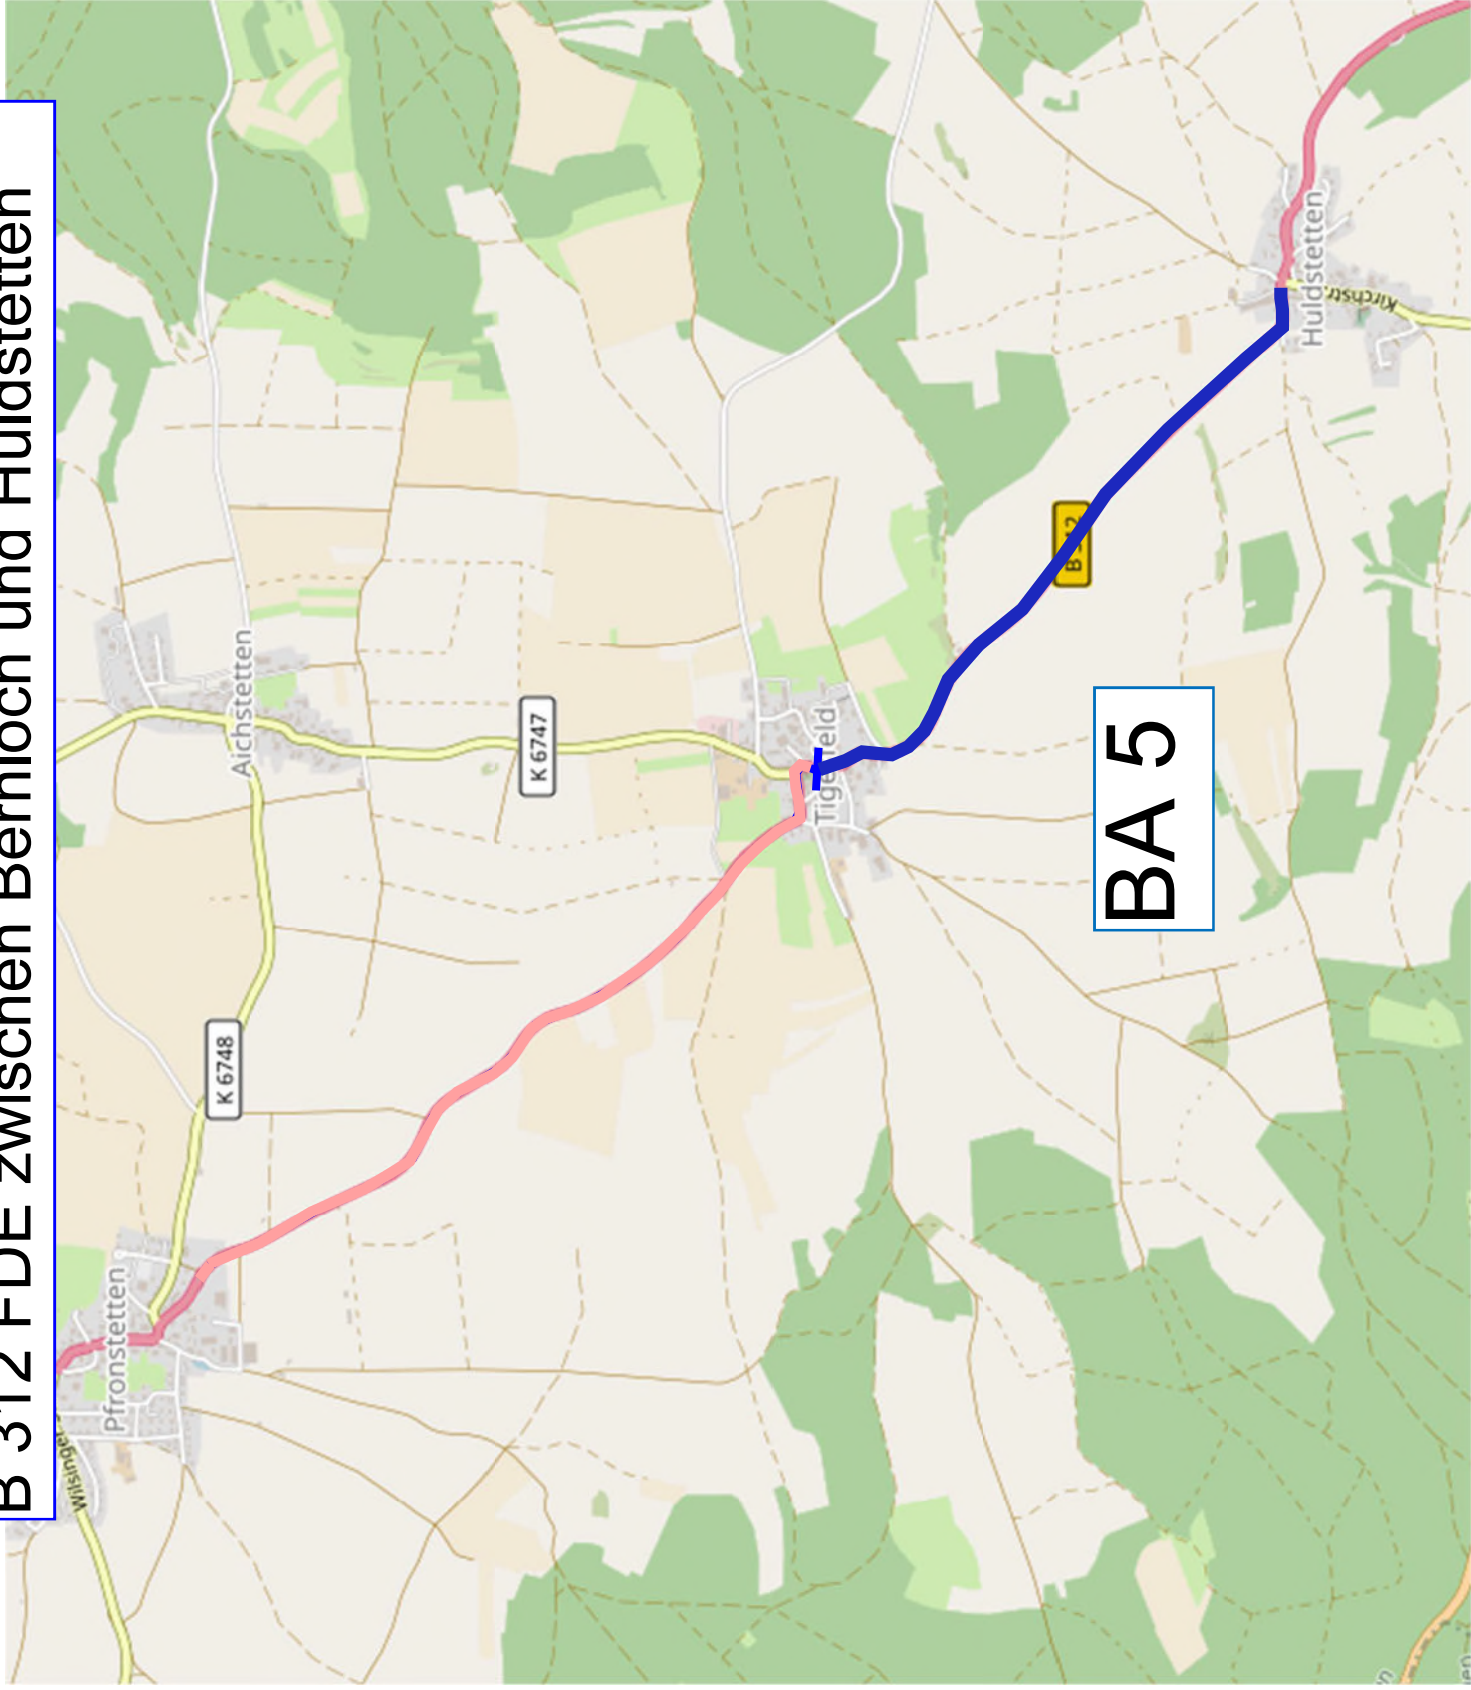 B 312 FDE zwischen Bernloch und Huldstetten
Aichstetten
K 6748
K 6747
Pfronstetten
Wilsinger
Tigerfeld
B 312
BA 5
Huldstetten
Kirchstr.